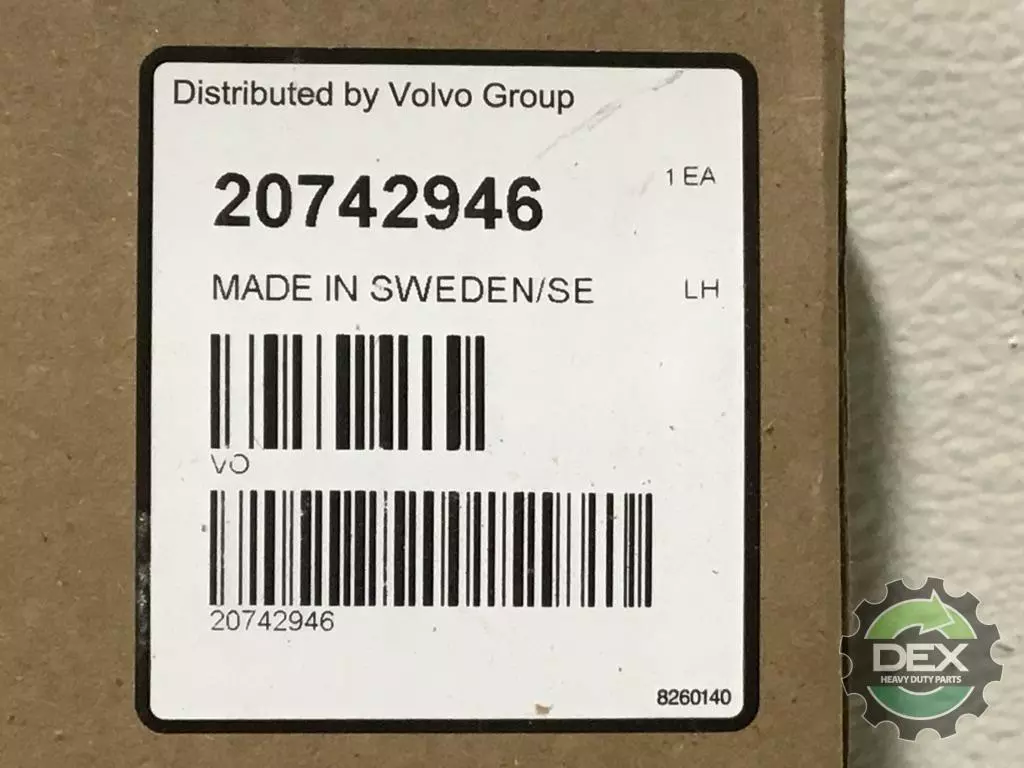 Distributed by Volvo Group
20742946
1 EA
MADE IN SWEDEN/SE
LH
VO
20742946
8260140
DEX
HEAVY DUTY PARTS